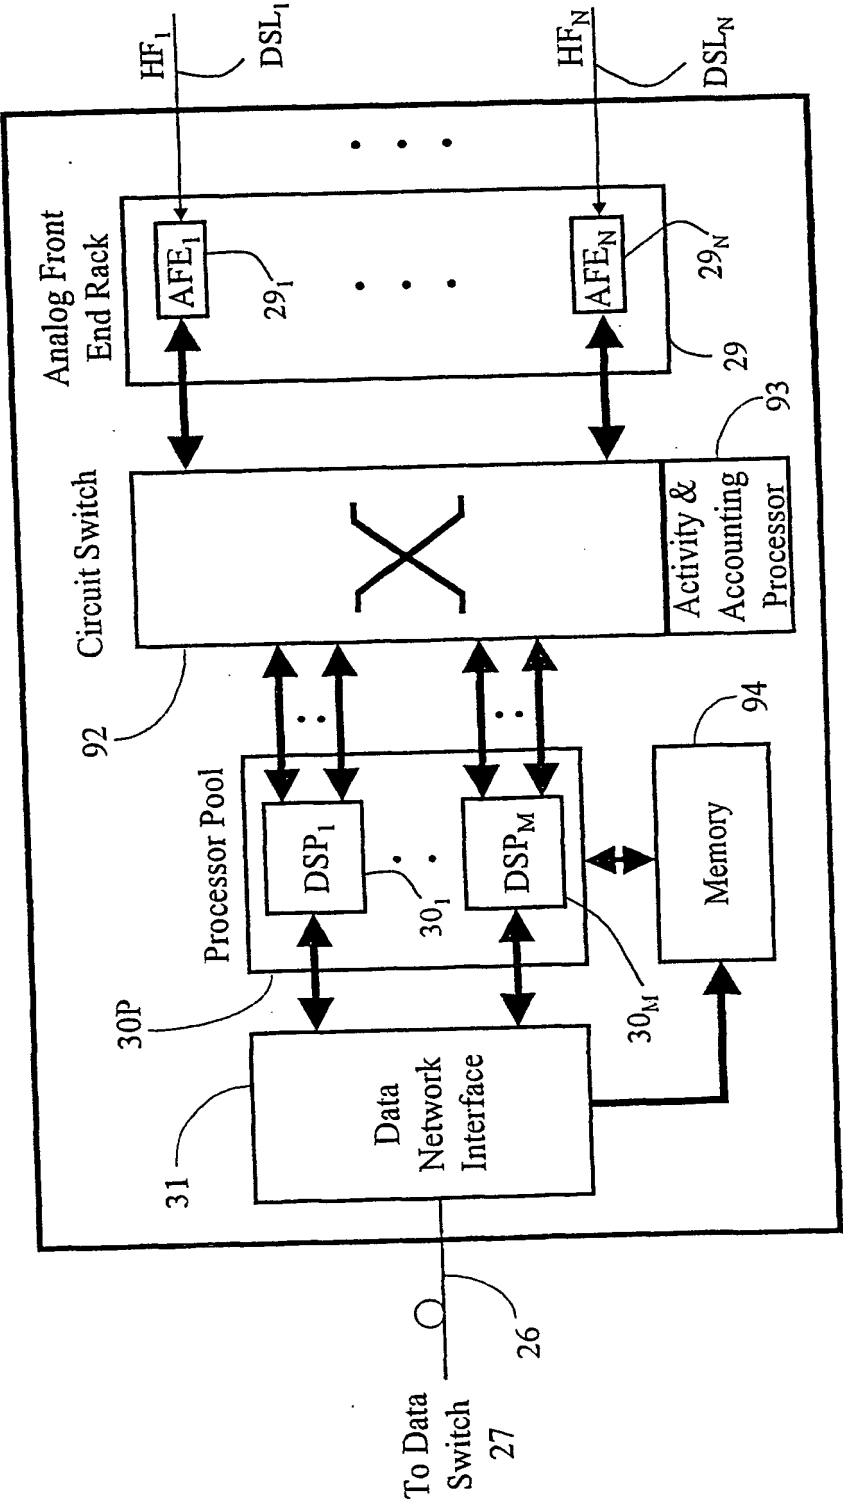 To Data
Switch
27
26
31
Data
Network
Interface
30P
Processor Pool
DSP1
301
DSPM
30M
Memory
94
92
Circuit Switch
Activity &
Accounting
Processor
93
Analog Front
End Rack
AFE1
291
AFEN
29N
29
HF1
DSL1
HFN
DSLN